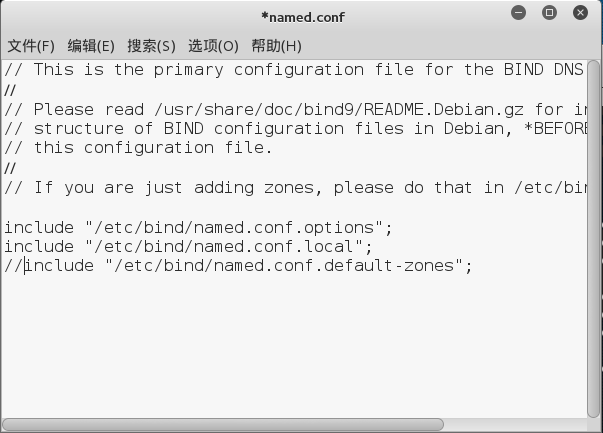 *named.conf
文件(F) 编辑(E) 搜索(S) 选项(O) 帮助(H)
// This is the primary configuration file for the BIND DNS
//
// Please read /usr/share/doc/bind9/README.Debian.gz for in
// structure of BIND configuration files in Debian, *BEFORE
// this configuration file.
//
// If you are just adding zones, please do that in /etc/bin
include "/etc/bind/named.conf.options";
include "/etc/bind/named.conf.local";
//include "/etc/bind/named.conf.default-zones";